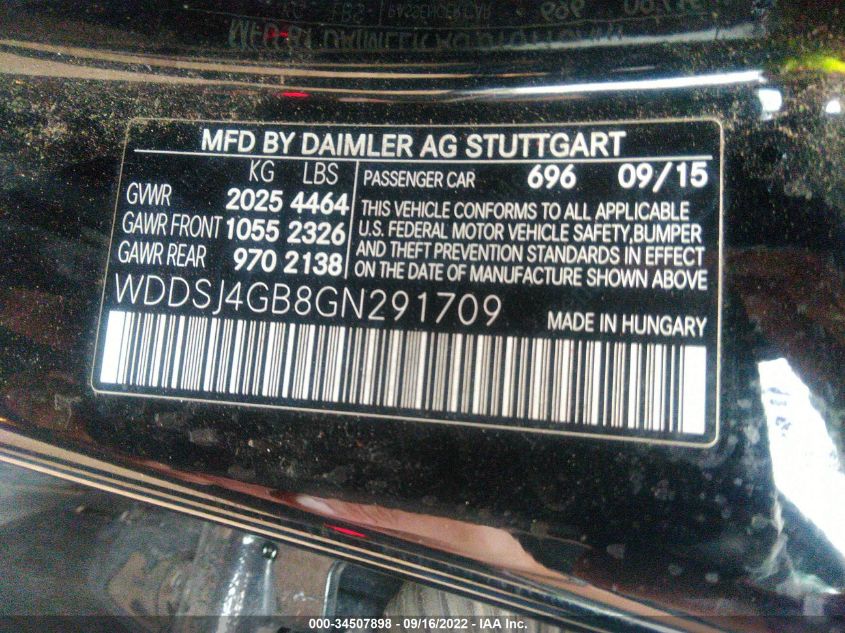 MFD BY DAIMLER AG STUTTGART
KG LBS
GVWR 2025 4464
GAWR FRONT 1055 2326
GAWR REAR 970 2138
PASSENGER CAR 696 09/15
THIS VEHICLE CONFORMS TO ALL APPLICABLE
U.S. FEDERAL MOTOR VEHICLE SAFETY,BUMPER
AND THEFT PREVENTION STANDARDS IN EFFECT
ON THE DATE OF MANUFACTURE SHOWN ABOVE
WDDSJ4GB8GN291709
MADE IN HUNGARY
000-34507898 - 09/16/2022 - IAA Inc.